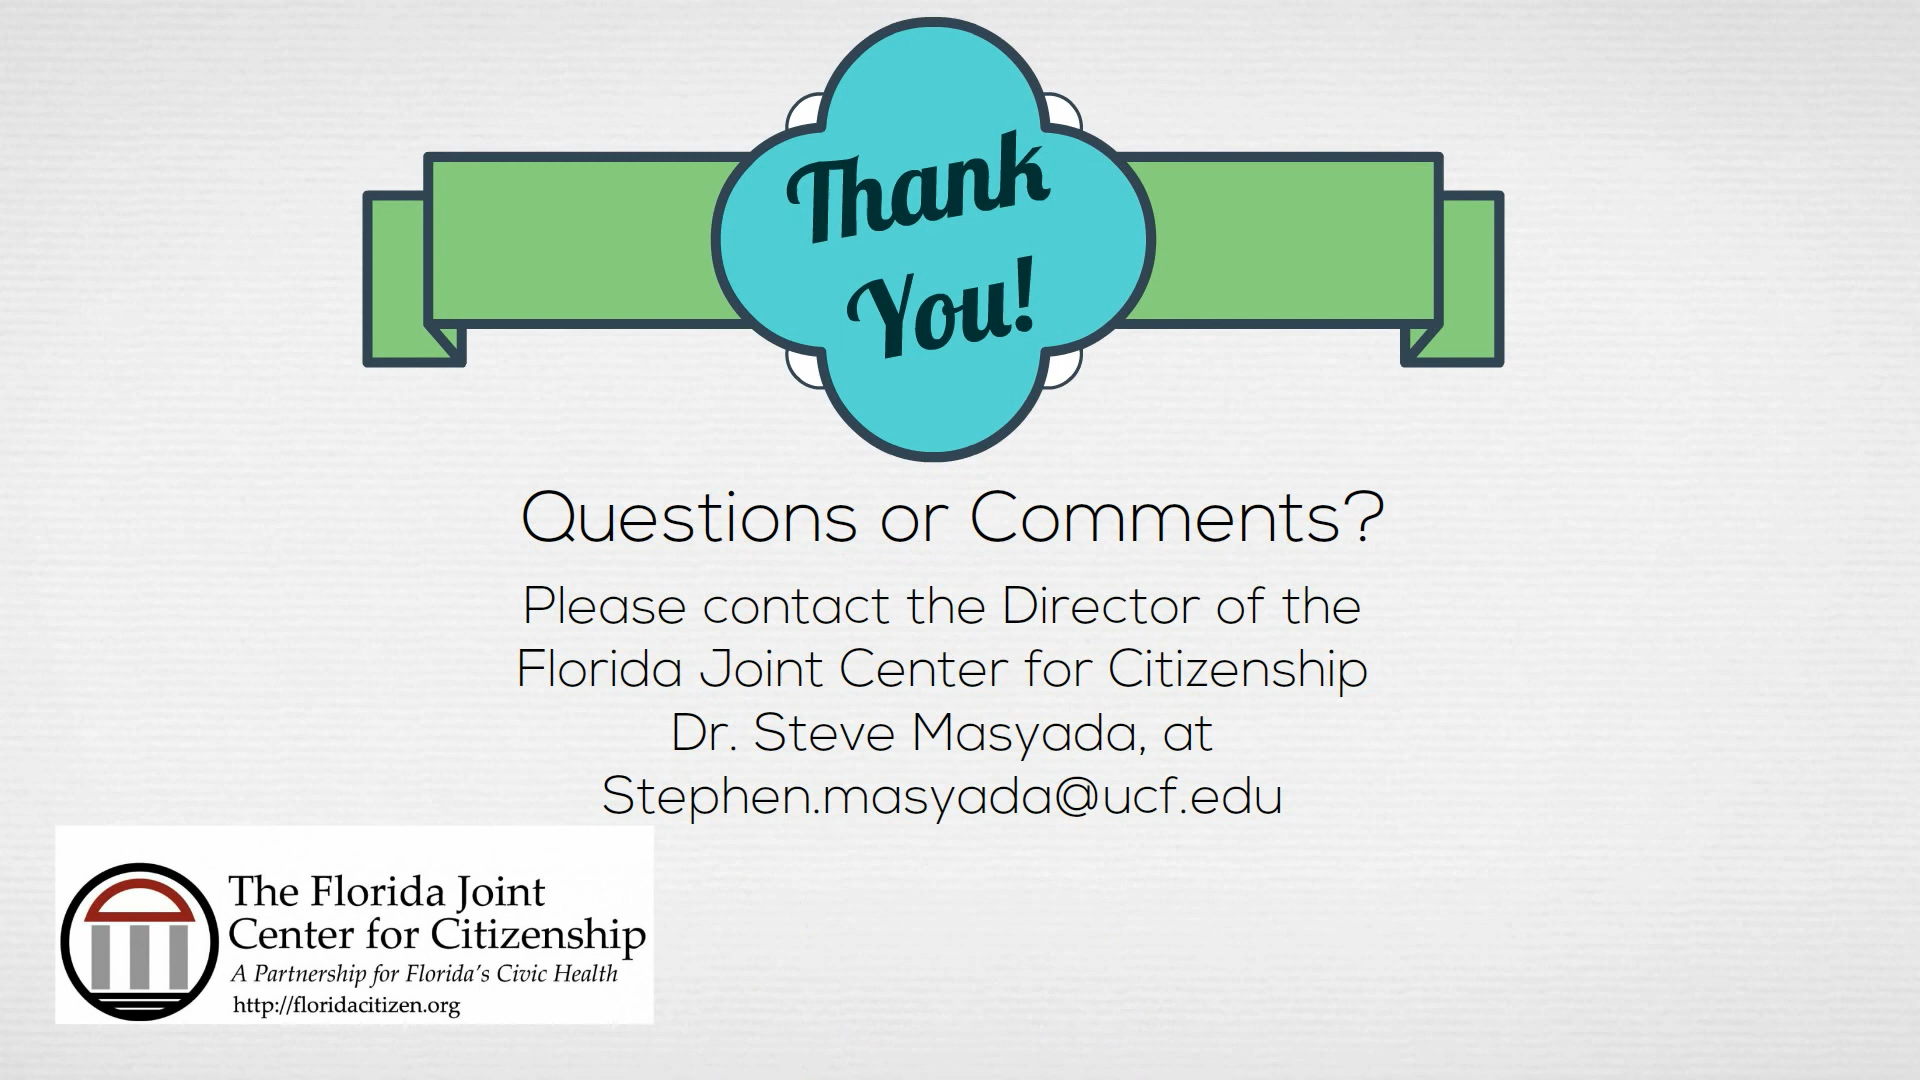 Thank
You!
Questions or Comments?
Please contact the Director of the
Florida Joint Center for Citizenship
Dr. Steve Masyada, at
Stephen.masyada@ucf.edu
The Florida Joint
Center for Citizenship
A Partnership for Florida's Civic Health
http://floridacitizen.org